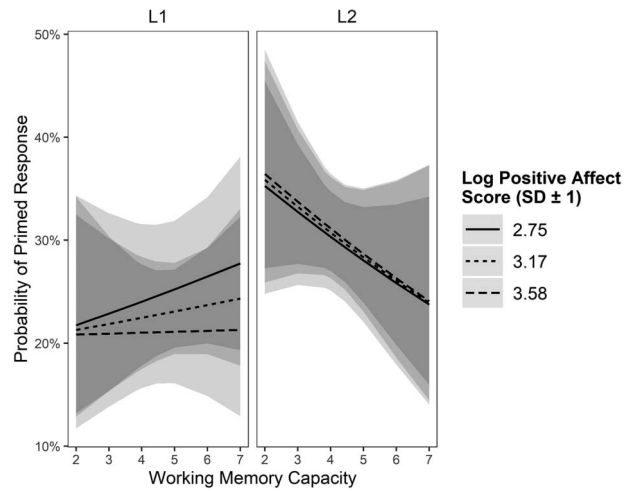 L1
L2
50%
40%
30%
20%
10%
Probability of Primed Response
2 3 4 5 6 7
2 3 4 5 6 7
Working Memory Capacity
Log Positive Affect
Score (SD ± 1)
2.75
3.17
3.58